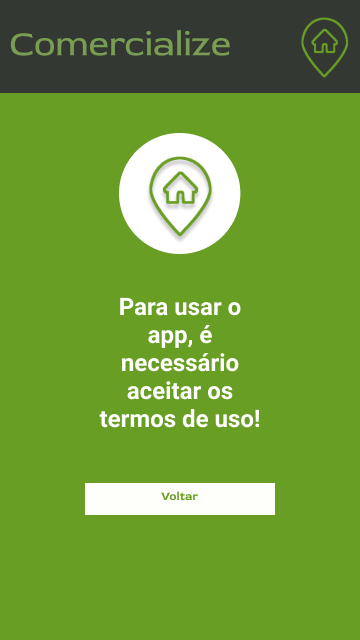 Comercialize
Para usar o
app, é
necessário
aceitar os
termos de uso!
Voltar